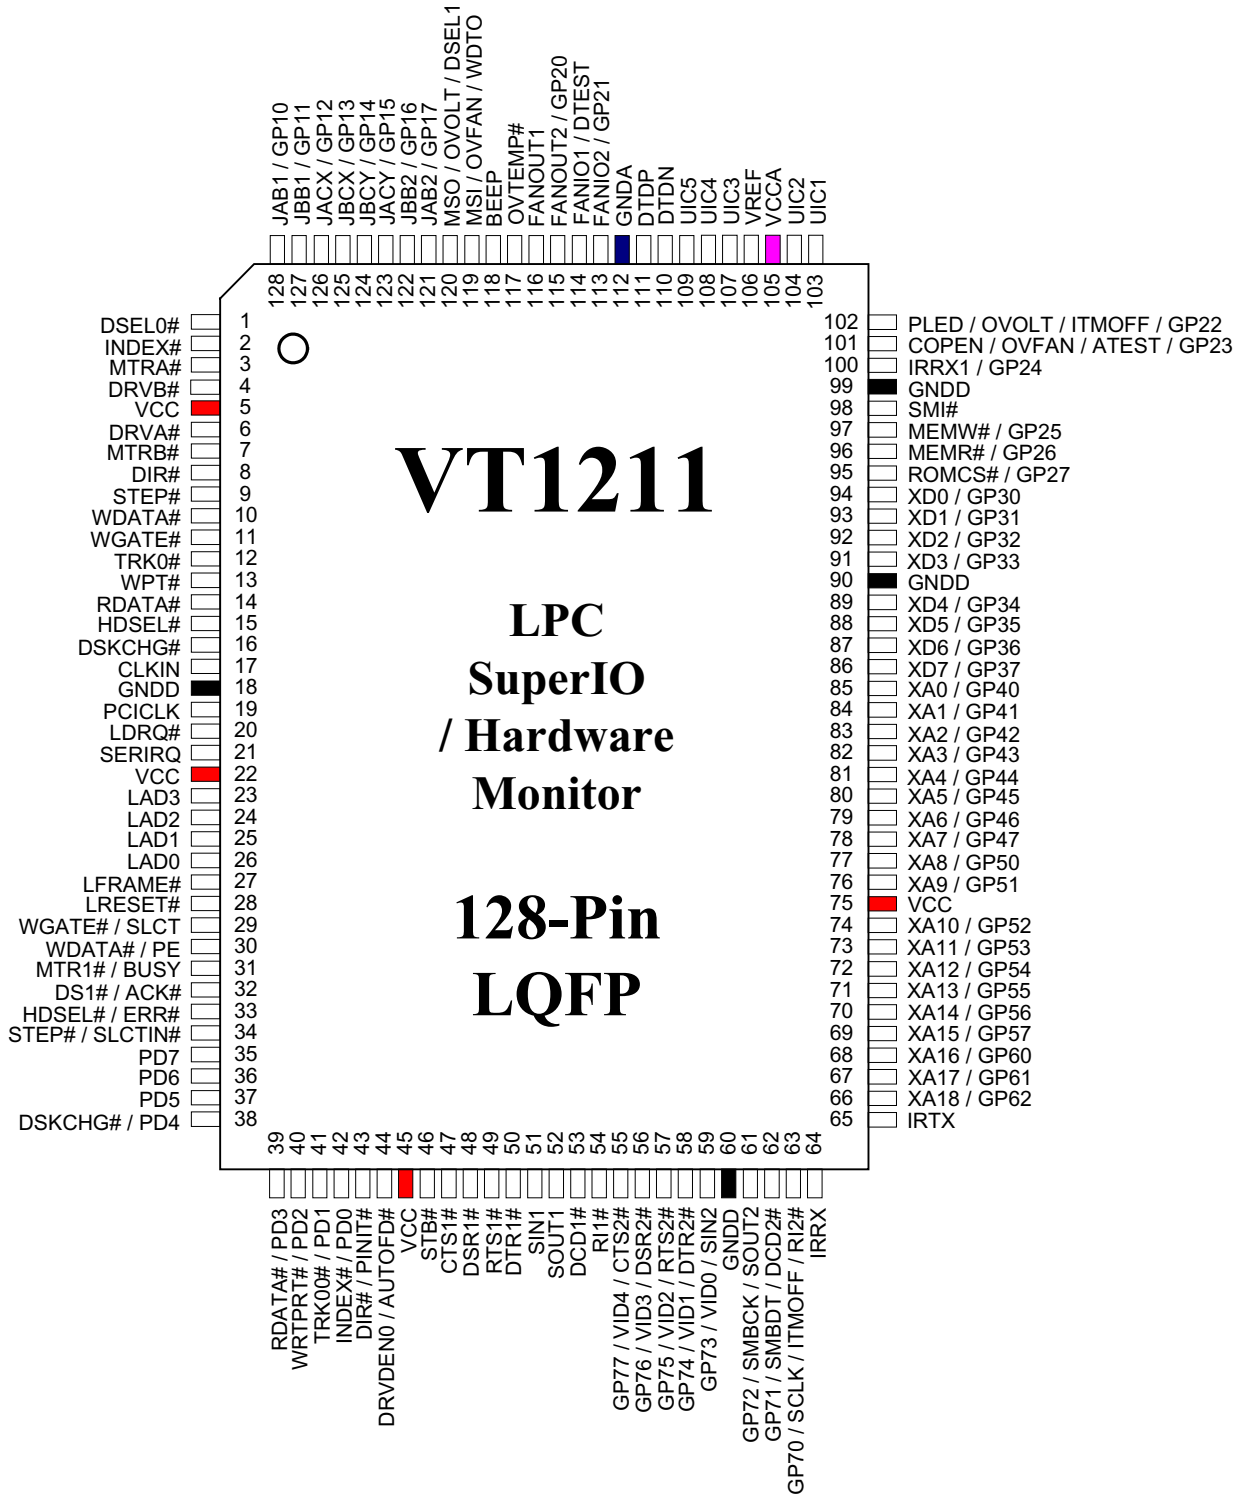 JAB1 / GP10
JBB1 / GP11
JACX / GP12
JBCX / GP13
JBCY / GP14
JACY / GP15
JBB2 / GP16
JAB2 / GP17
MSO / OVOLT / DSEL1
MSI / OVFAN / WDTO
BEEP
OVTEMP#
FANOUT1
FANOUT2 / GP20
FANIO1 / DTEST
FANIO2 / GP21
GNDA
DTDP
DTDN
UIC5
UIC4
UIC3
VREF
VCCA
UIC2
UIC1
128 127 126 125 124 123 122 121 120 119 118 117 116 115 114 113 112 111 110 109 108 107 106 105 104 103
DSEL0# 1
INDEX# 2
MTRA# 3
DRVB# 4
VCC 5
DRVA# 6
MTRB# 7
DIR# 8
STEP# 9
WDATA# 10
WGATE# 11
TRK0# 12
WPT# 13
RDATA# 14
HDSEL# 15
DSKCHG# 16
CLKIN 17
GNDD 18
PCICLK 19
LDRQ# 20
SERIRQ 21
VCC 22
LAD3 23
LAD2 24
LAD1 25
LAD0 26
LFRAME# 27
LRESET# 28
WGATE# / SLCT 29
WDATA# / PE 30
MTR1# / BUSY 31
DS1# / ACK# 32
HDSEL# / ERR# 33
STEP# / SLCTIN# 34
PD7 35
PD6 36
PD5 37
DSKCHG# / PD4 38
VT1211
LPC
SuperIO
/ Hardware
Monitor
128-Pin
LQFP
102 PLED / OVOLT / ITMOFF / GP22
101 COPEN / OVFAN / ATEST / GP23
100 IRRX1 / GP24
99 GNDD
98 SMI#
97 MEMW# / GP25
96 MEMR# / GP26
95 ROMCS# / GP27
94 XD0 / GP30
93 XD1 / GP31
92 XD2 / GP32
91 XD3 / GP33
90 GNDD
89 XD4 / GP34
88 XD5 / GP35
87 XD6 / GP36
86 XD7 / GP37
85 XA0 / GP40
84 XA1 / GP41
83 XA2 / GP42
82 XA3 / GP43
81 XA4 / GP44
80 XA5 / GP45
79 XA6 / GP46
78 XA7 / GP47
77 XA8 / GP50
76 XA9 / GP51
75 VCC
74 XA10 / GP52
73 XA11 / GP53
72 XA12 / GP54
71 XA13 / GP55
70 XA14 / GP56
69 XA15 / GP57
68 XA16 / GP60
67 XA17 / GP61
66 XA18 / GP62
65 IRTX
39 40 41 42 43 44 45 46 47 48 49 50 51 52 53 54 55 56 57 58 59 60 61 62 63 64
RDATA# / PD3
WRTPRT# / PD2
TRK00# / PD1
INDEX# / PD0
DIR# / PINIT#
DRVDEN0 / AUTOFD#
VCC
STB#
CTS1#
DSR1#
RTS1#
DTR1#
SIN1
SOUT1
DCD1#
RI1#
GP77 / VID4 / CTS2#
GP76 / VID3 / DSR2#
GP75 / VID2 / RTS2#
GP74 / VID1 / DTR2#
GP73 / VID0 / SIN2
GNDD
GP72 / SMBCK / SOUT2
GP71 / SMBDT / DCD2#
GP70 / SCLK / ITMOFF / RI2#
IRRX